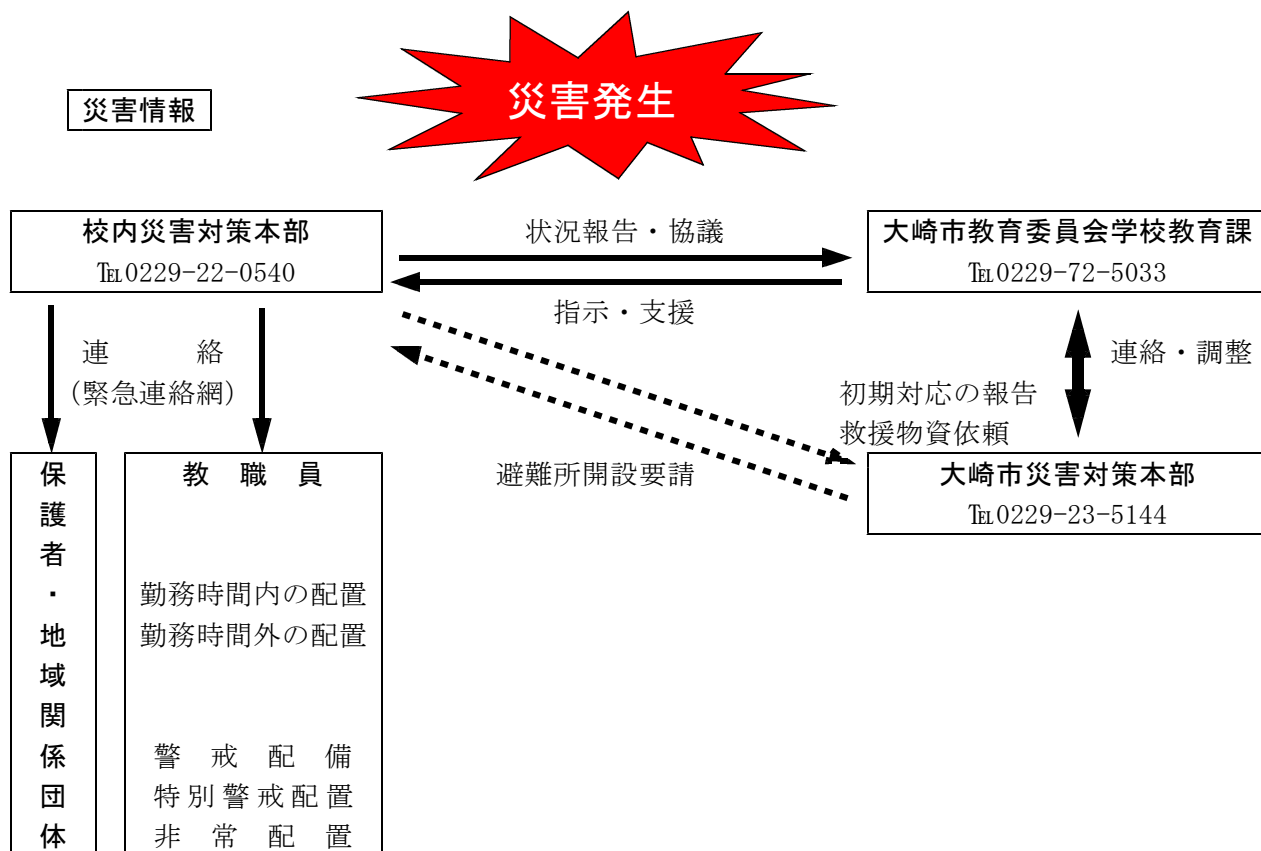 災害発生
災害情報
校内災害対策本部
℡0229-22-0540
状況報告・協議
大崎市教育委員会学校教育課
℡0229-72-5033
指示・支援
連絡
(緊急連絡網)
連絡・調整
初期対応の報告
救援物資依頼
避難所開設要請
大崎市災害対策本部
℡0229-23-5144
保護者・地域関係団体
教職員
勤務時間内の配置
勤務時間外の配置
警戒配備
特別警戒配置
非常配置